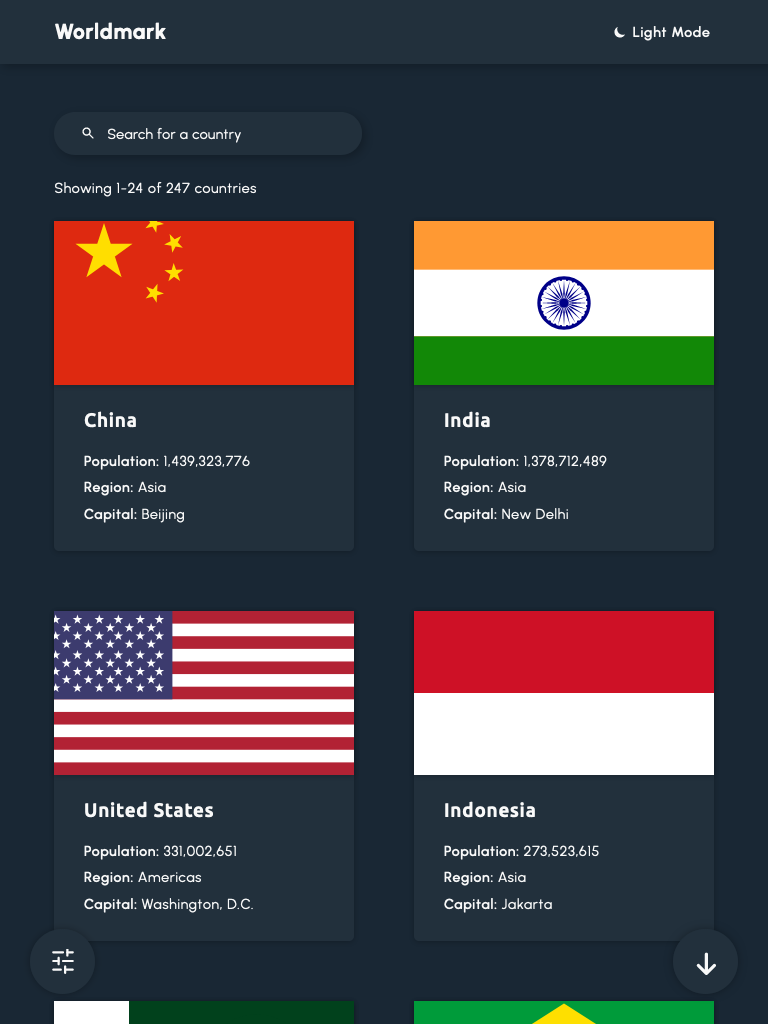 Worldmark
Light Mode
Search for a country
Showing 1-24 of 247 countries
China
Population: 1,439,323,776
Region: Asia
Capital: Beijing
India
Population: 1,378,712,489
Region: Asia
Capital: New Delhi
United States
Population: 331,002,651
Region: Americas
Capital: Washington, D.C.
Indonesia
Population: 273,523,615
Region: Asia
Capital: Jakarta